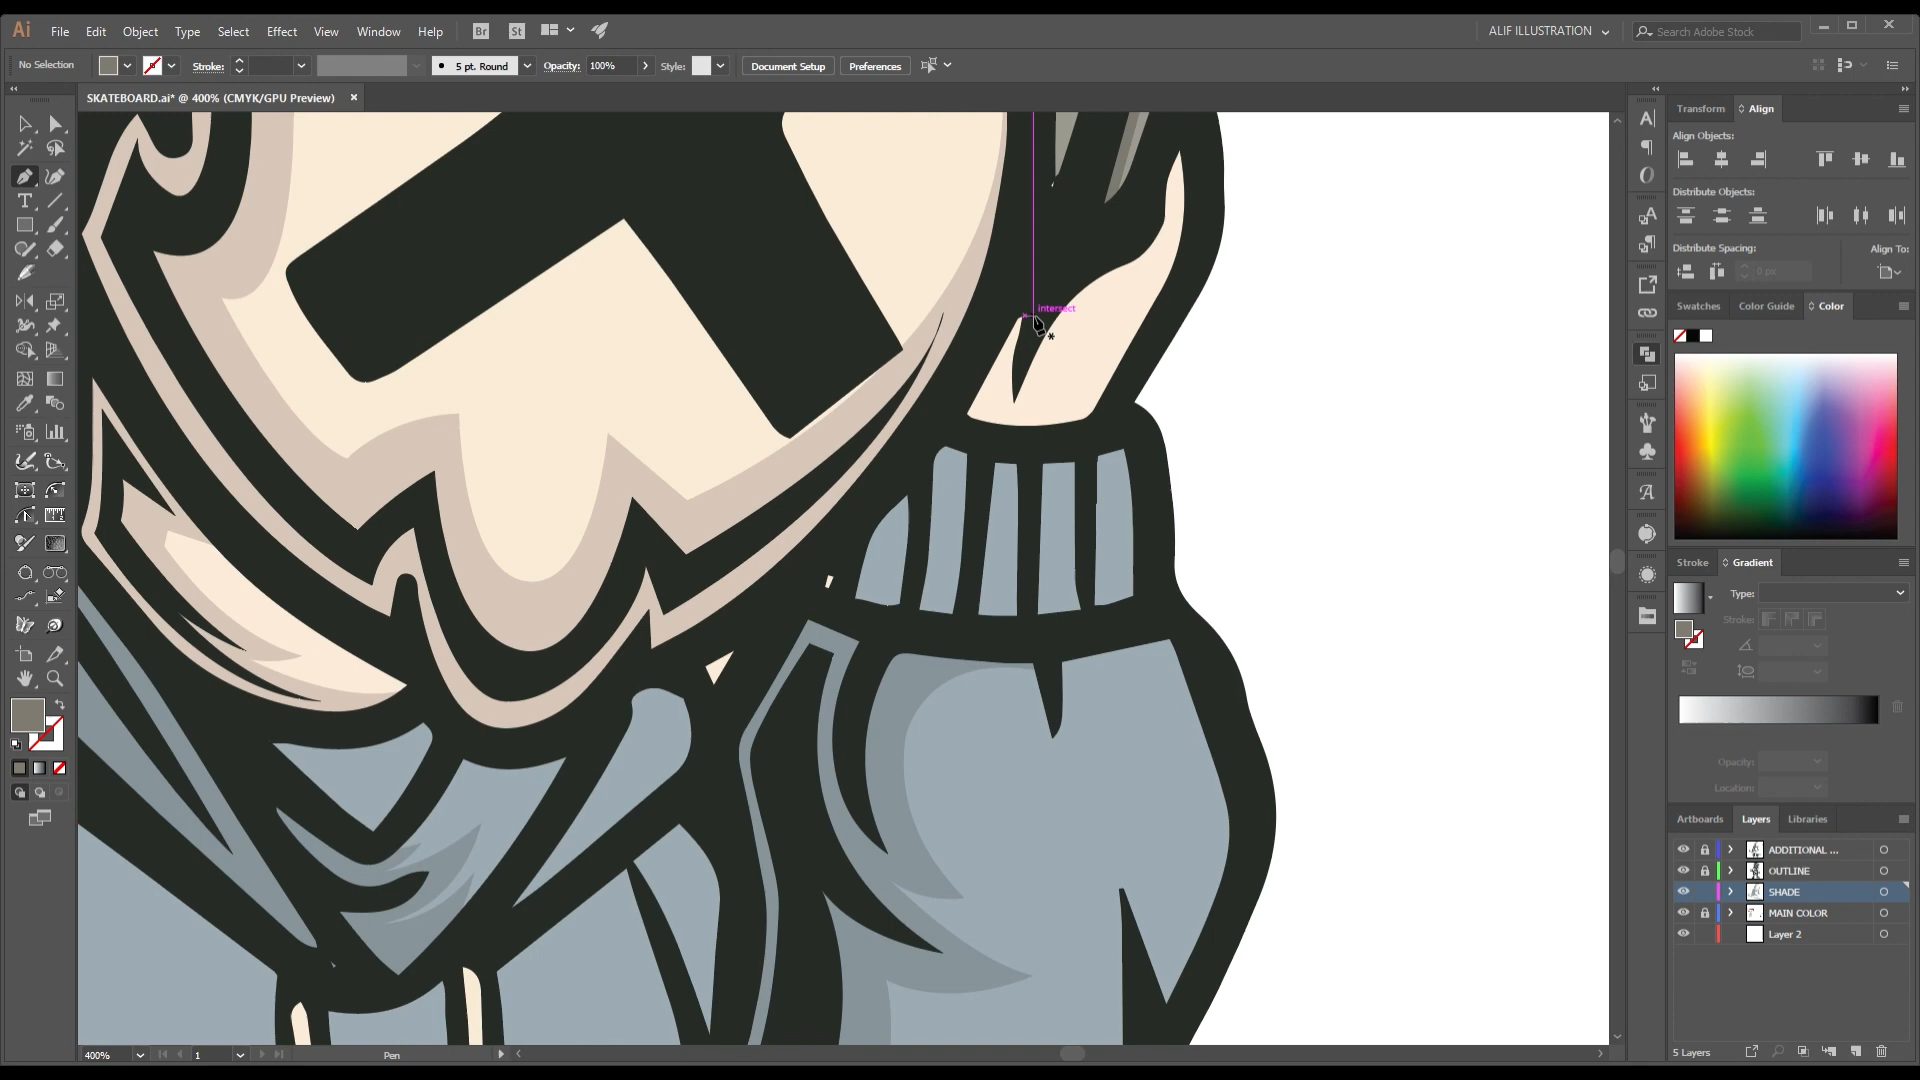 Ai File Edit Object Type Select Effect View Window Help Br St ALIF ILLUSTRATION Search Adobe Stock
No Selection Stroke: 5 pt. Round Opacity: 100% Style: Document Setup Preferences
SKATEBOARD.ai* @ 400% (CMYK/GPU Preview)
Transform Align
Align Objects:
Distribute Objects:
Distribute Spacing: Align To:
0 px
Swatches Color Guide Color
intersect
Stroke Gradient
Type:
Stroke:
Opacity:
Location:
Artboards Layers Libraries
ADDITIONAL ...
OUTLINE
SHADE
MAIN COLOR
Layer 2
5 Layers
400% 1 Pen